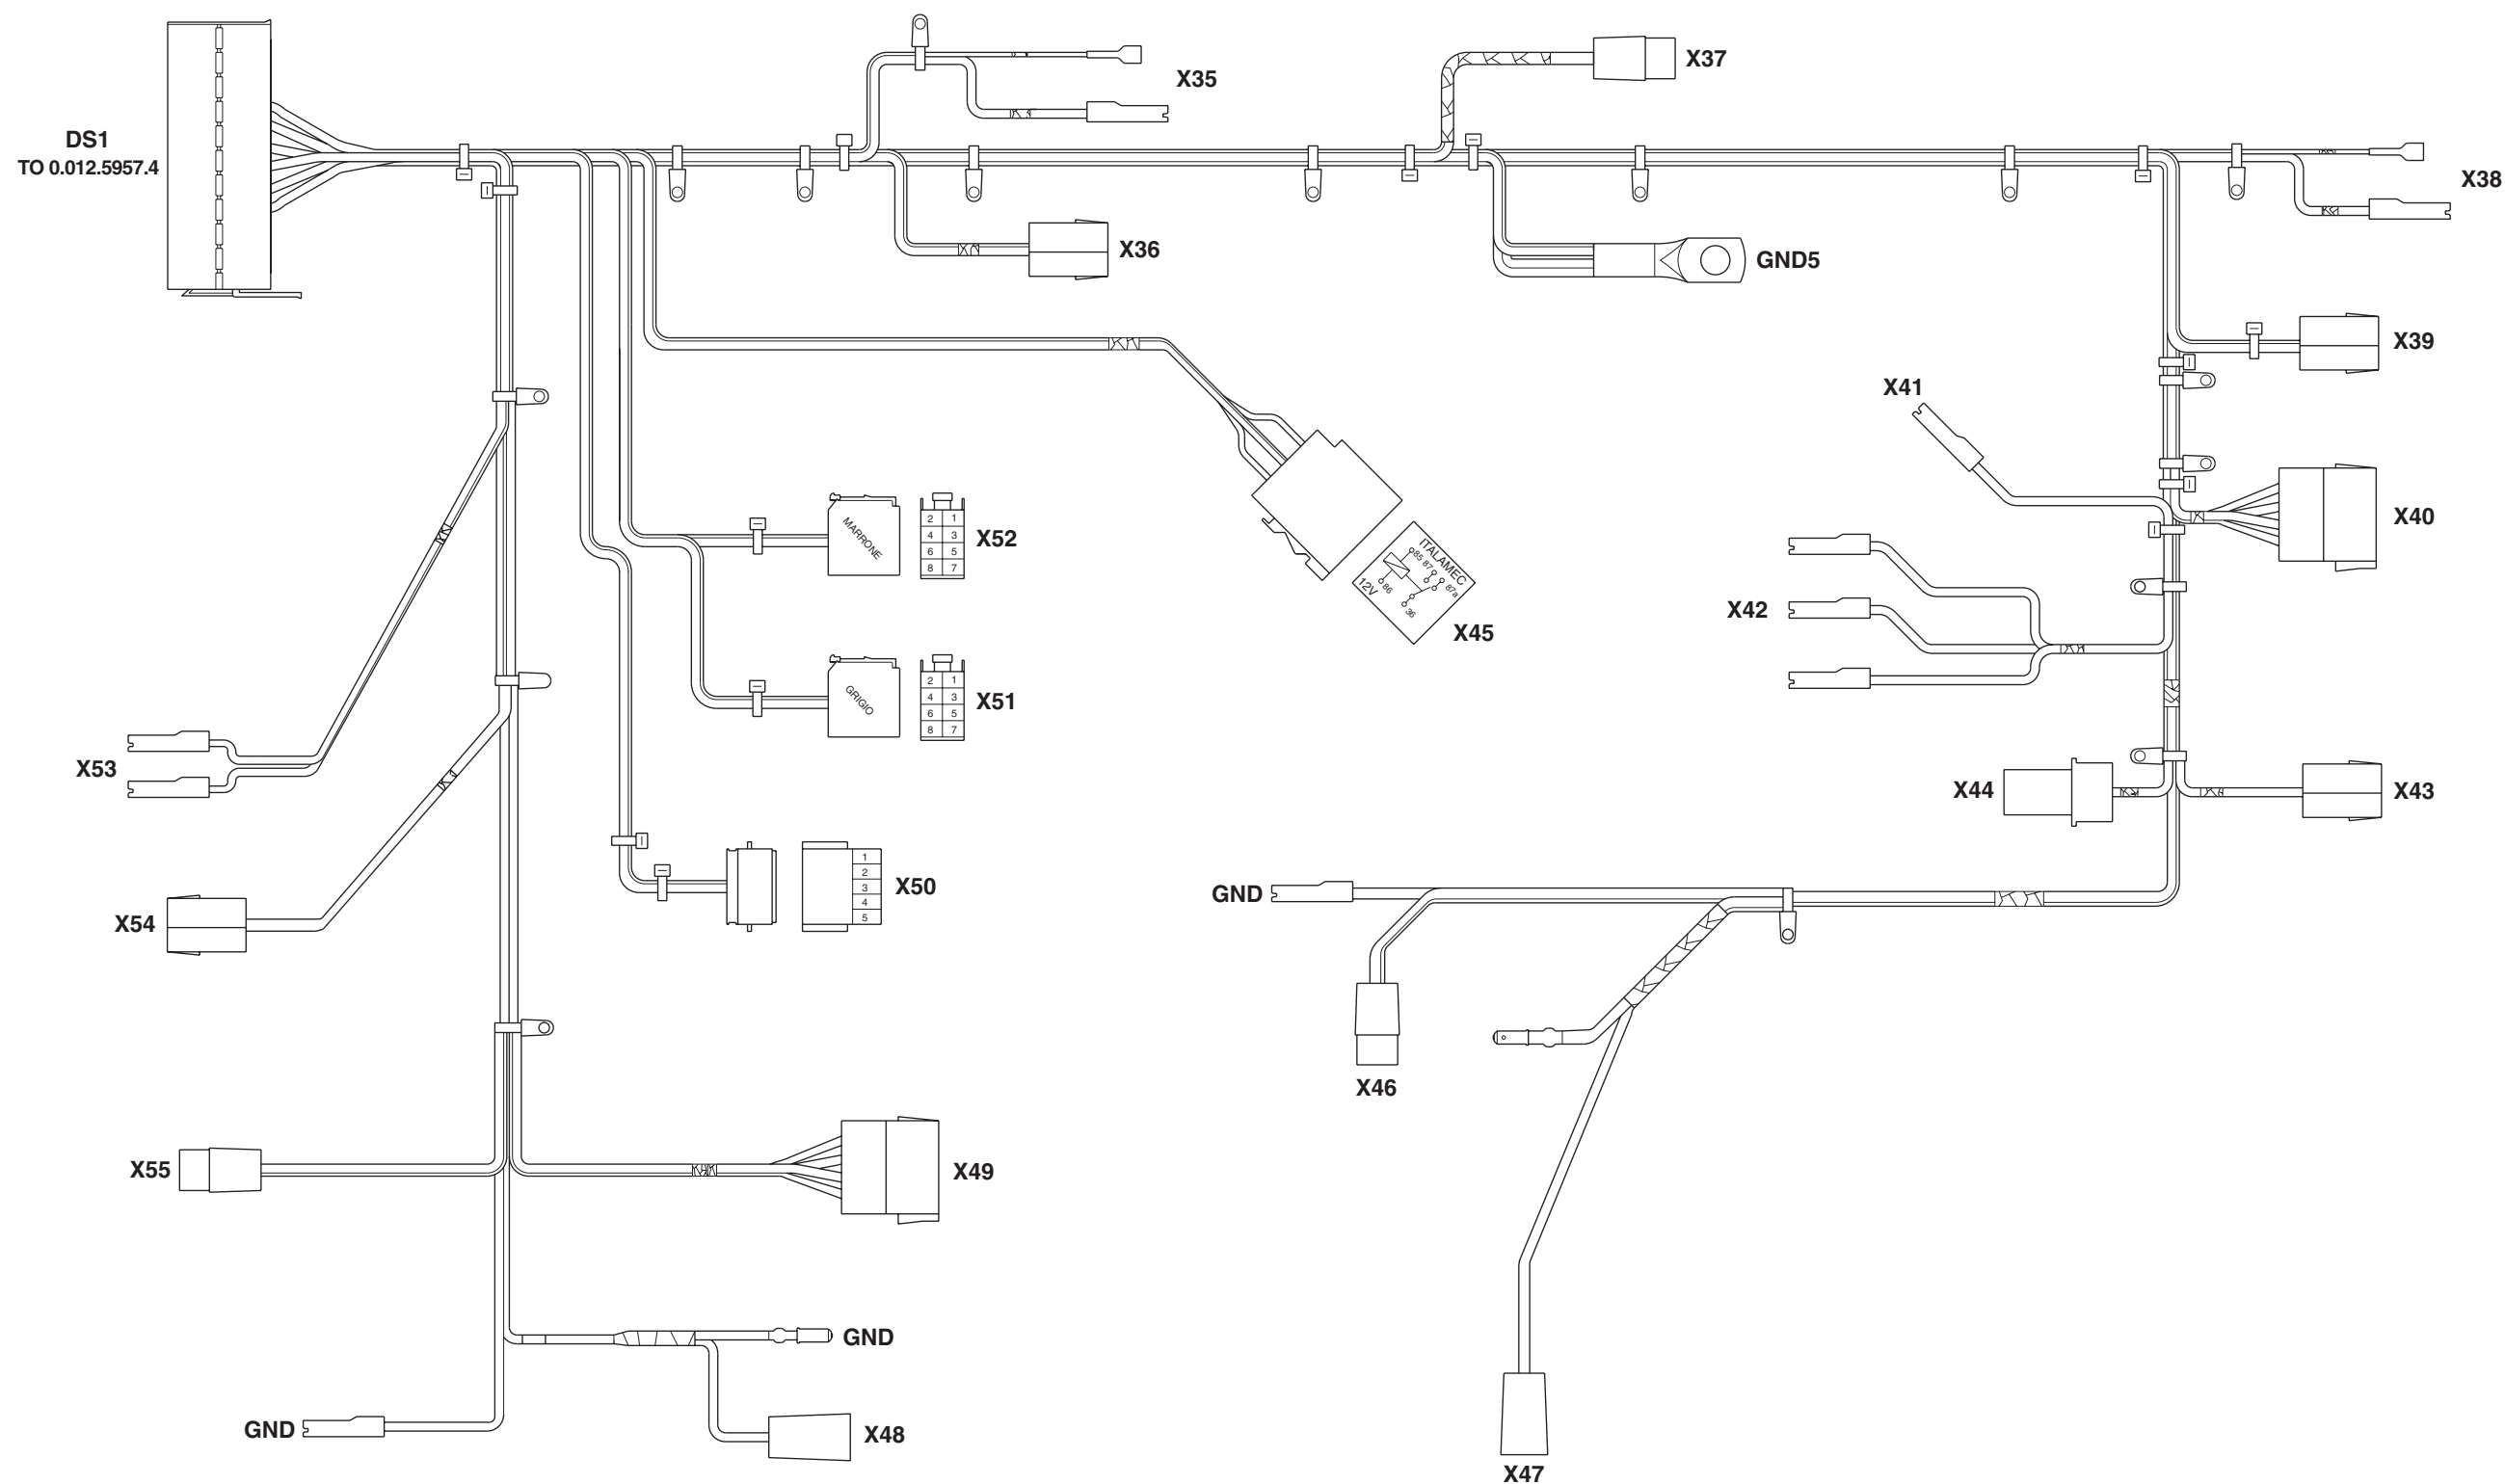 X35
X37
DS1
TO 0.012.5957.4
X38
X36
GND5
X39
X41
MARRONE
2 1
4 3
6 5
8 7
X52
ITALAMEC
12V
85
87
86
87a
36
X45
X40
X42
GRIGIO
2 1
4 3
6 5
8 7
X51
X53
X44
X43
1
2
3
4
5
X50
GND
X54
X46
X55
X49
GND
GND
X48
X47